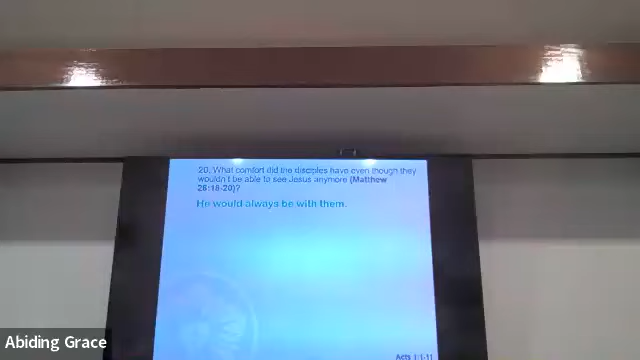 20. What comfort did the disciples have even though they
wouldn't be able to see Jesus anymore (Matthew
28:18-20)?
He would always be with them.
Acts 1:1-11
Abiding Grace